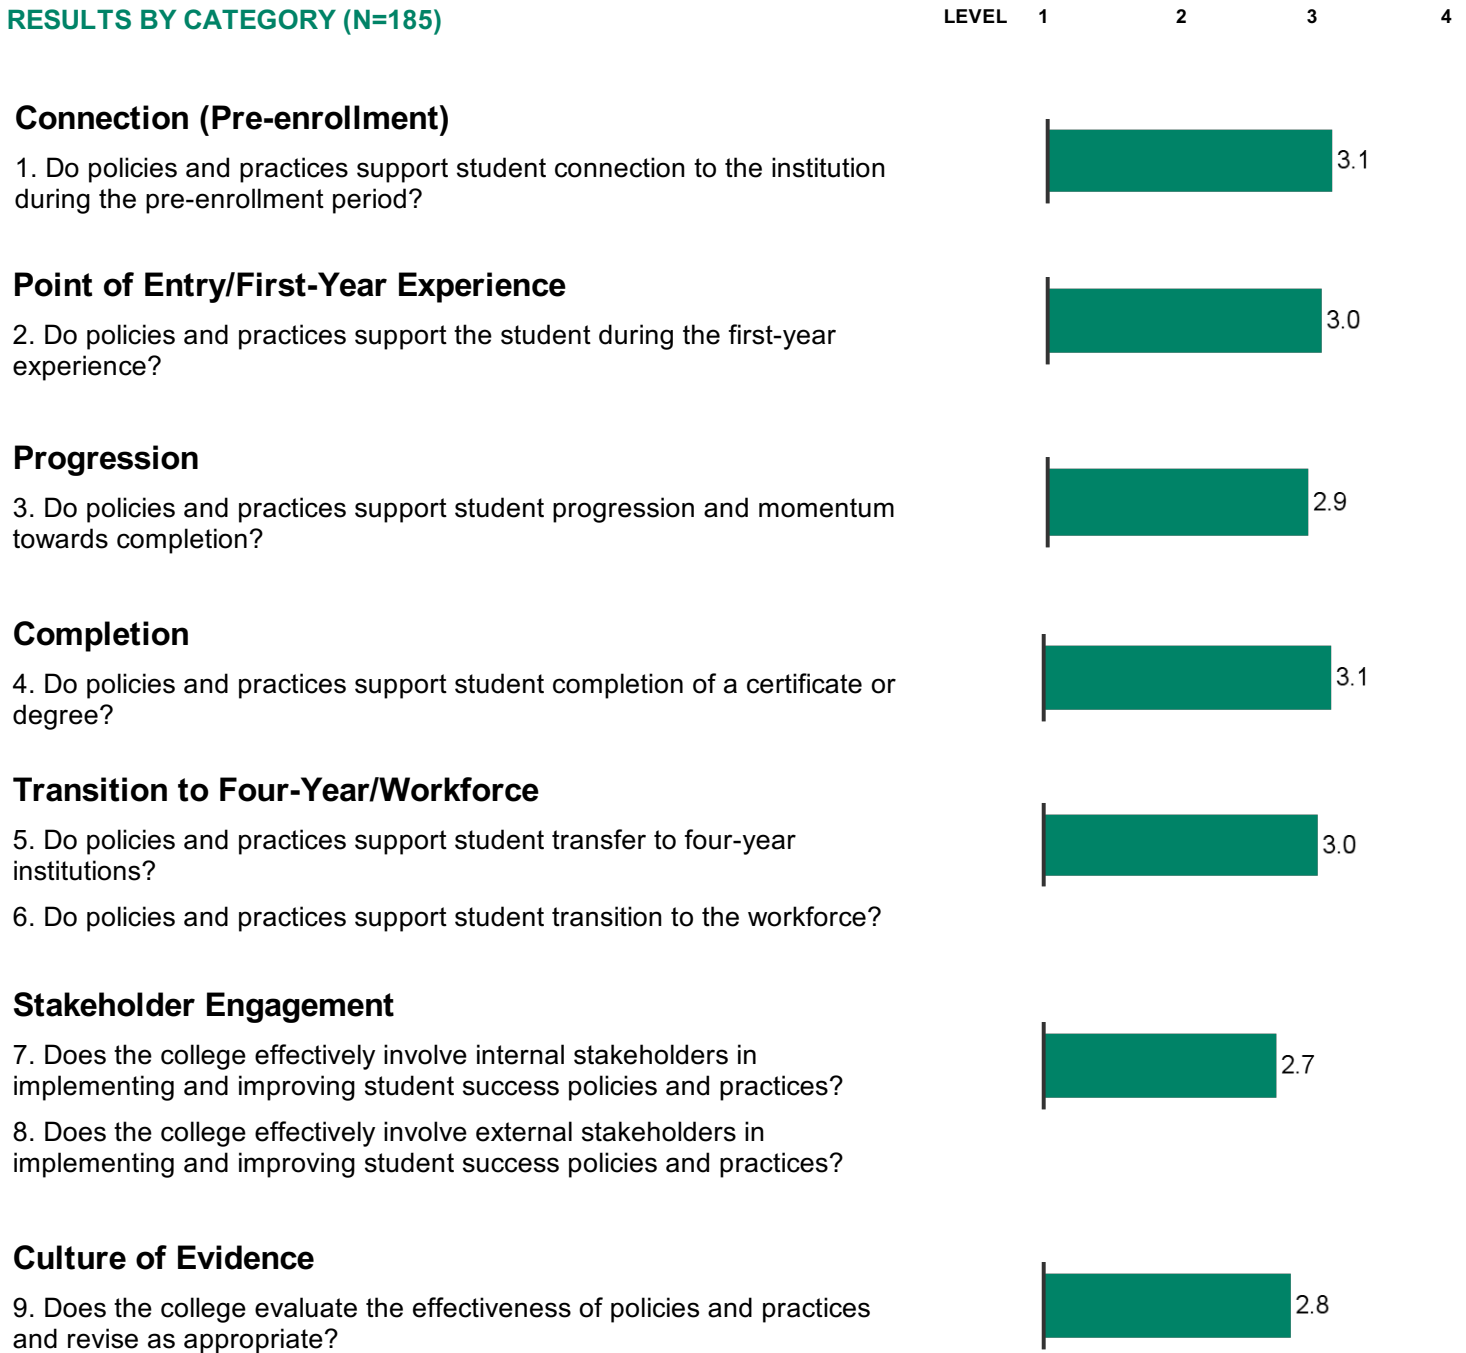 RESULTS BY CATEGORY (N=185)
LEVEL 1 2 3 4
Connection (Pre-enrollment)
1. Do policies and practices support student connection to the institution
during the pre-enrollment period?
3.1
Point of Entry/First-Year Experience
2. Do policies and practices support the student during the first-year
experience?
3.0
Progression
3. Do policies and practices support student progression and momentum
towards completion?
2.9
Completion
4. Do policies and practices support student completion of a certificate or
degree?
3.1
Transition to Four-Year/Workforce
5. Do policies and practices support student transfer to four-year
institutions?
6. Do policies and practices support student transition to the workforce?
3.0
Stakeholder Engagement
7. Does the college effectively involve internal stakeholders in
implementing and improving student success policies and practices?
8. Does the college effectively involve external stakeholders in
implementing and improving student success policies and practices?
2.7
Culture of Evidence
9. Does the college evaluate the effectiveness of policies and practices
and revise as appropriate?
2.8